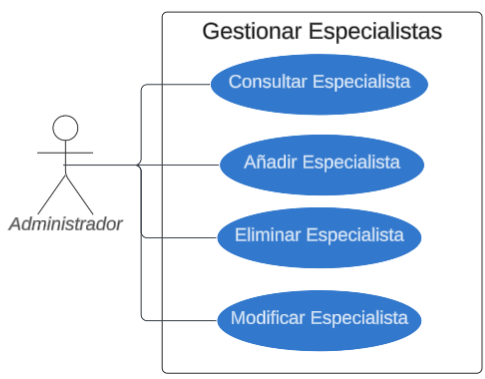 Gestionar Especialistas
Consultar Especialista
Añadir Especialista
Administrador
Eliminar Especialista
Modificar Especialista